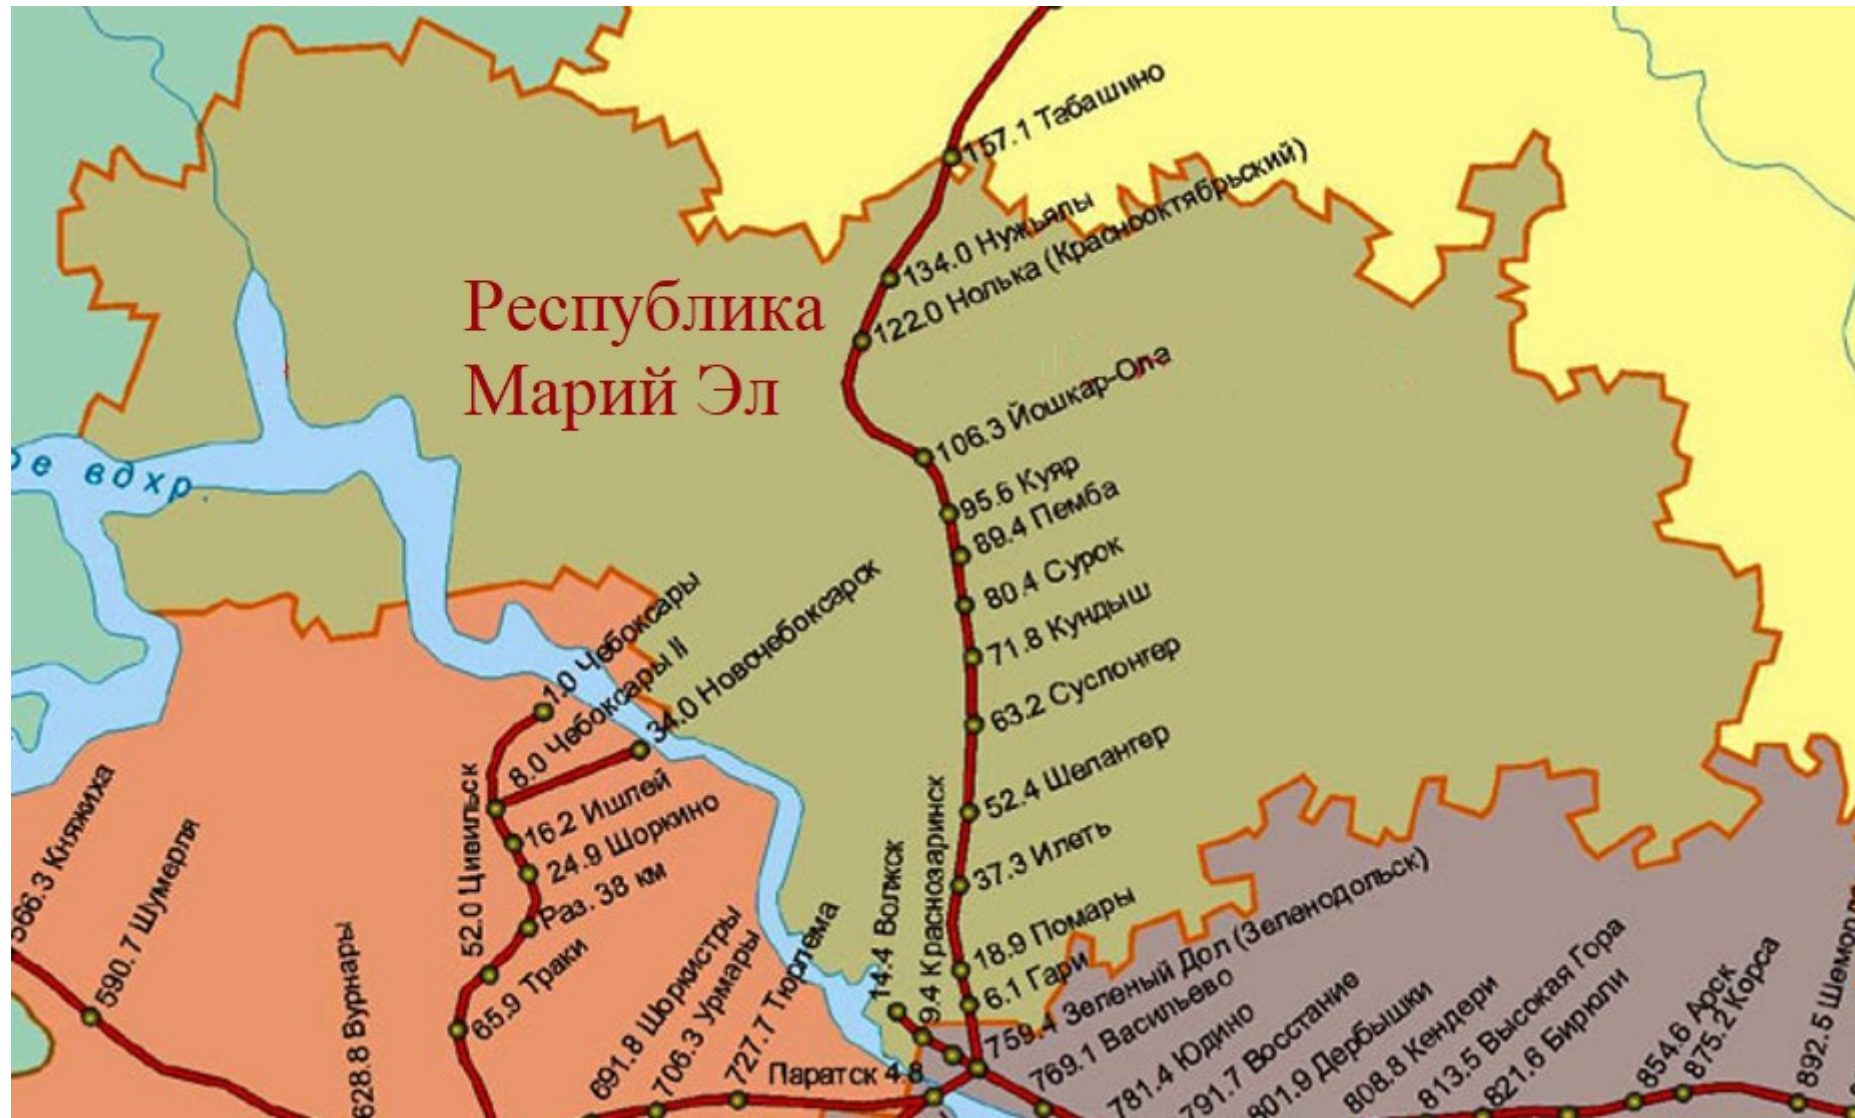 157.1 Табашино
134.0 Нужъялы
122.0 Нолька (Краснооктябрьский)
Республика
Марий Эл
106.3 Йошкар-Ола
ое вдхр.
95.6 Куяр
89.4 Пемба
80.4 Сурок
71.8 Кундыш
63.2 Суслонгер
52.4 Шелангер
37.3 Илеть
18.9 Помары
6.1 Гари
1.0 Чебоксары
8.0 Чебоксары II
34.0 Новочебоксарск
16.2 Ишлей
24.9 Шоркино
Раз. 38 км
52.0 Цивильск
65.9 Траки
566.3 Княжиха
590.7 Шумерля
628.8 Вурнары
691.8 Шоркистры
706.3 Урмары
727.7 Тюрлема
14.4 Волжск
9.4 Краснозаринск
Паратск 4.8
759.4 Зеленый Дол (Зеленодольск)
769.1 Васильево
781.4 Юдино
791.7 Восстание
801.9 Дербышки
808.8 Кендери
813.5 Высокая Гора
821.6 Бирюли
854.6 Арск
875.2 Корса
892.5